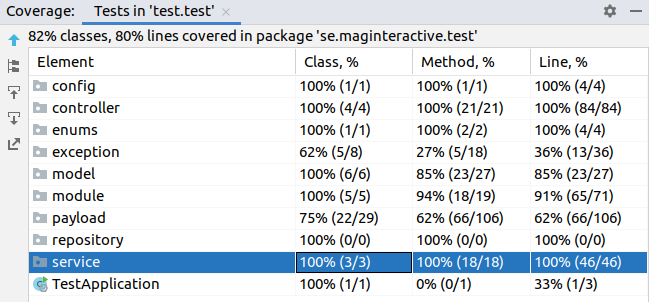 Coverage: Tests in 'test.test' ×
82% classes, 80% lines covered in package 'se.maginteractive.test'
Element Class, % Method, % Line, %
config 100% (1/1) 100% (1/1) 100% (4/4)
controller 100% (4/4) 100% (21/21) 100% (84/84)
enums 100% (1/1) 100% (2/2) 100% (4/4)
exception 62% (5/8) 27% (5/18) 36% (13/36)
model 100% (6/6) 85% (23/27) 85% (23/27)
module 100% (5/5) 94% (18/19) 91% (65/71)
payload 75% (22/29) 62% (66/106) 62% (66/106)
repository 100% (0/0) 100% (0/0) 100% (0/0)
service 100% (3/3) 100% (18/18) 100% (46/46)
TestApplication 100% (1/1) 0% (0/1) 33% (1/3)